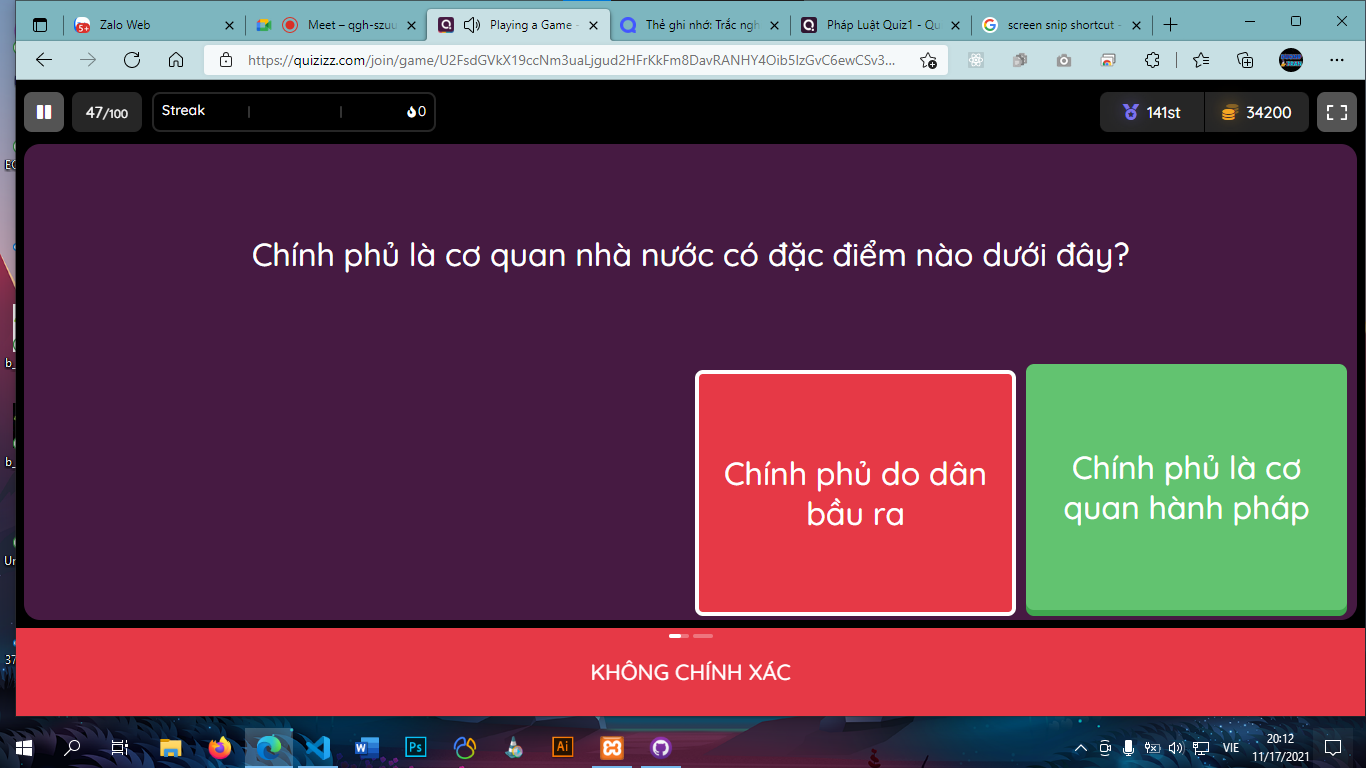 Zalo Web
Meet – qgh-szuu
Playing a Game -
Thẻ ghi nhớ: Trắc ngh
Pháp Luật Quiz1 - Qu
screen snip shortcut -
https://quizizz.com/join/game/U2FsdGVkX19ccNm3uaLjgud2HFrKkFm8DavRANHY4Oib5IzGvC6ewCSv3...
47/100
Streak
0
141st
34200
Chính phủ là cơ quan nhà nước có đặc điểm nào dưới đây?
Chính phủ do dân
bầu ra
Chính phủ là cơ
quan hành pháp
KHÔNG CHÍNH XÁC
VIE
20:12
11/17/2021